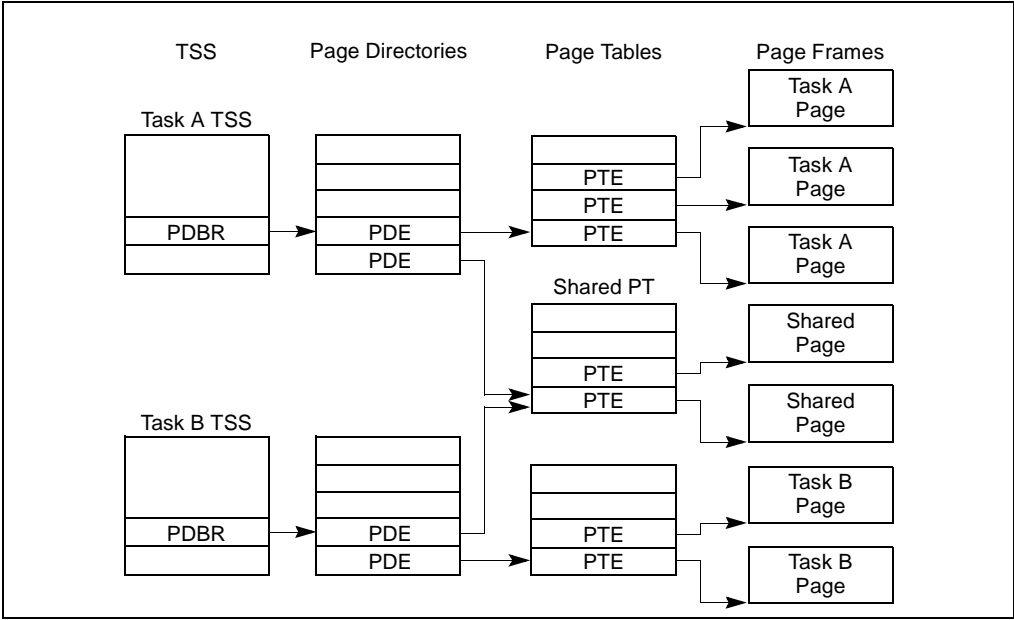 TSS
Page Directories
Page Tables
Page Frames
Task A TSS
PDBR
PDE
PDE
PTE
PTE
PTE
Task A
Page
Task A
Page
Task A
Page
Shared PT
PTE
PTE
Shared
Page
Shared
Page
Task B TSS
PDBR
PDE
PDE
PTE
PTE
Task B
Page
Task B
Page